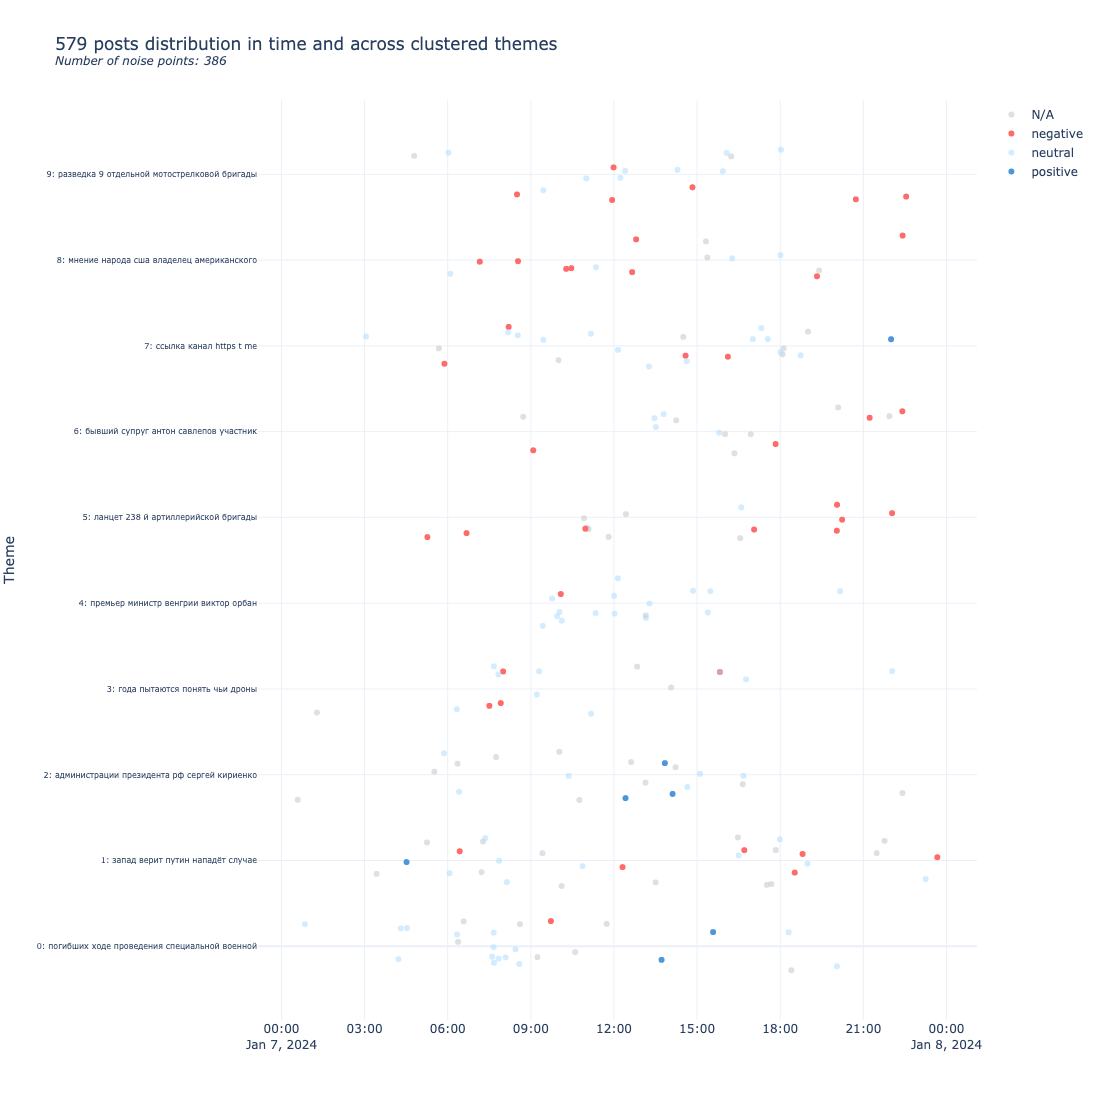 579 posts distribution in time and across clustered themes
Number of noise points: 386
N/A
negative
neutral
positive
Theme
9: разведка 9 отдельной мотострелковой бригады
8: мнение народа сша владелец американского
7: ссылка канал https t me
6: бывший супруг антон савлепов участник
5: ланцет 238 й артиллерийской бригады
4: премьер министр венгрии виктор орбан
3: года пытаются понять чьи дроны
2: администрации президента рф сергей кириенко
1: запад верит путин нападёт случае
0: погибших ходе проведения специальной военной
00:00 03:00 06:00 09:00 12:00 15:00 18:00 21:00 00:00
Jan 7, 2024 Jan 8, 2024